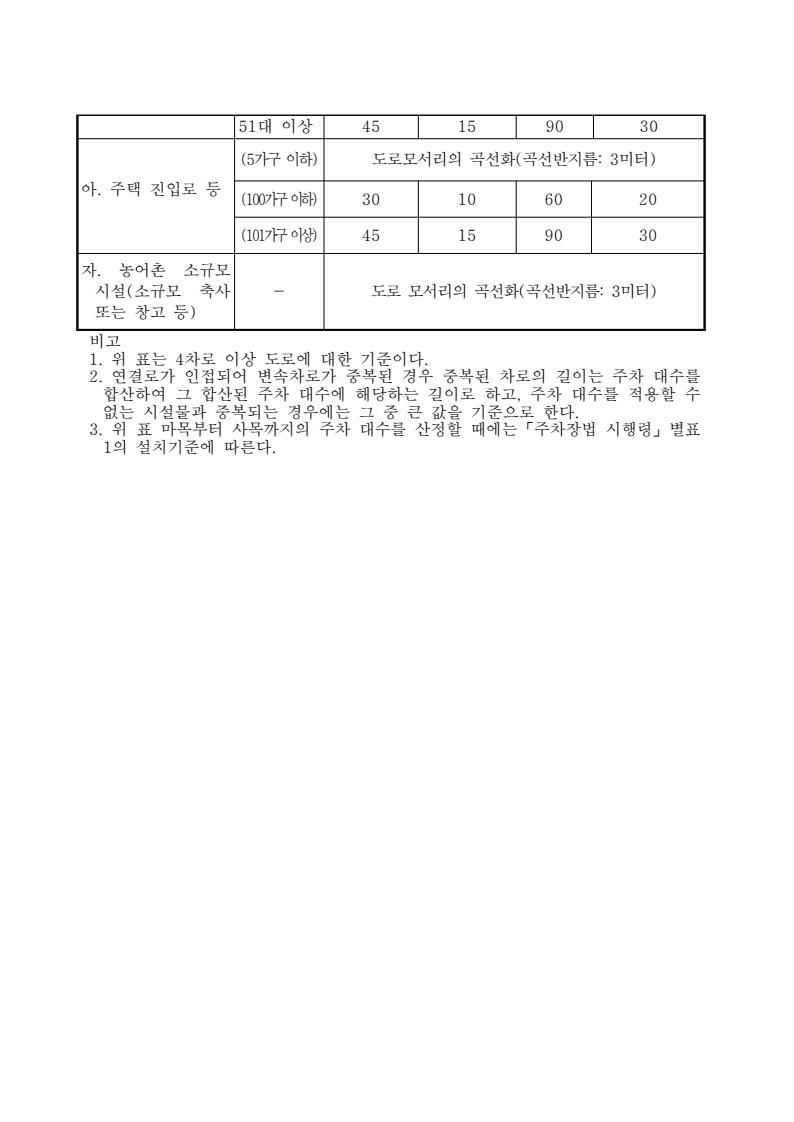 51대 이상 45 15 90 30
아. 주택 진입로 등
(5가구 이하) 도로모서리의 곡선화(곡선반지름: 3미터)
(100가구 이하) 30 10 60 20
(101가구 이상) 45 15 90 30
자. 농어촌 소규모
시설(소규모 축사
또는 창고 등)
－ 도로 모서리의 곡선화(곡선반지름: 3미터)
비고
1. 위 표는 4차로 이상 도로에 대한 기준이다.
2. 연결로가 인접되어 변속차로가 중복된 경우 중복된 차로의 길이는 주차 대수를
합산하여 그 합산된 주차 대수에 해당하는 길이로 하고, 주차 대수를 적용할 수
없는 시설물과 중복되는 경우에는 그 중 큰 값을 기준으로 한다.
3. 위 표 마목부터 사목까지의 주차 대수를 산정할 때에는「주차장법 시행령」별표
1의 설치기준에 따른다.